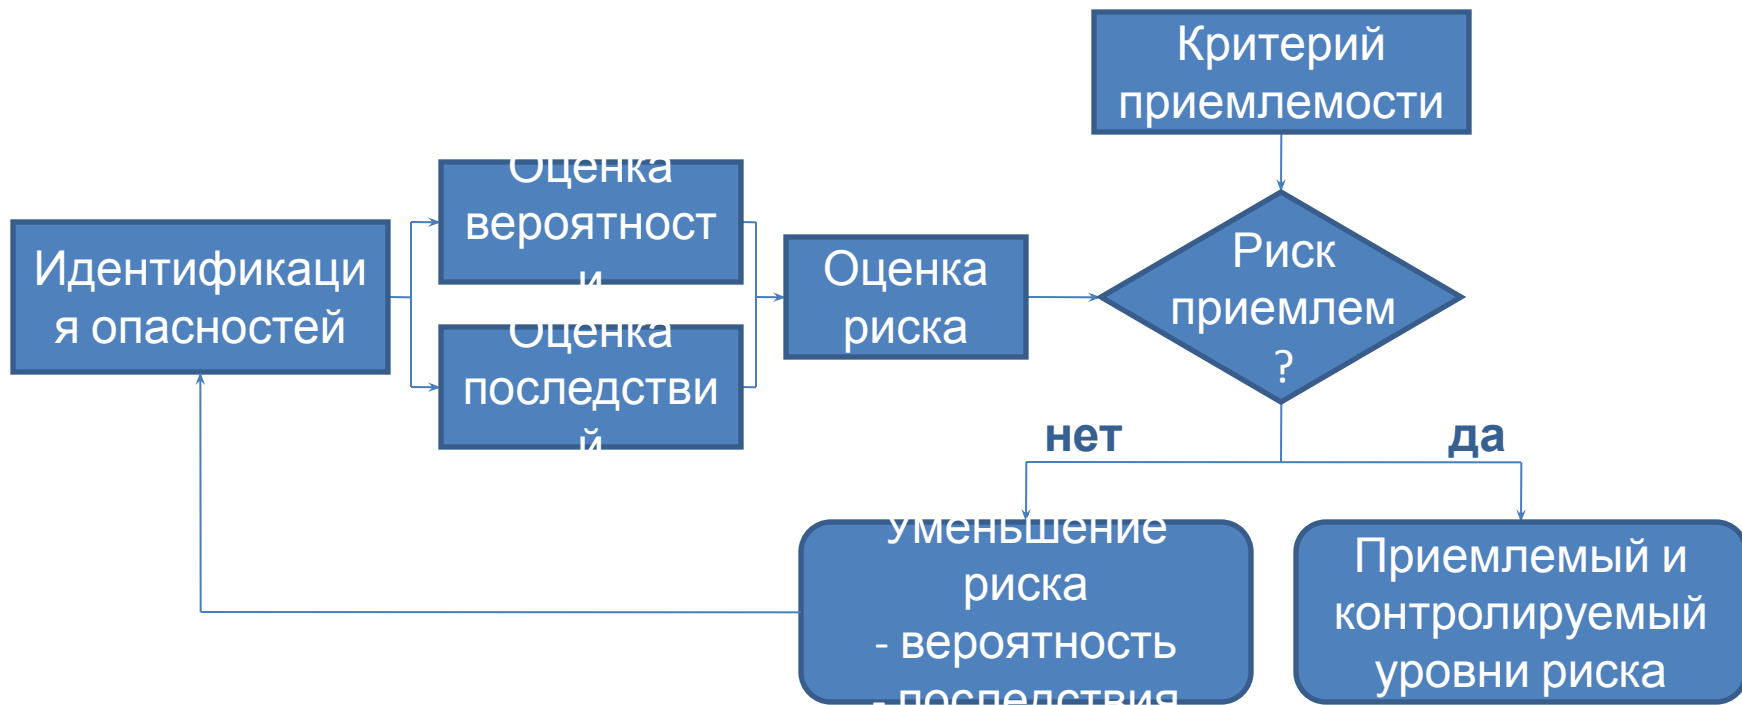 Критерий
приемлемости
Оценка
вероятност
и
Идентификаци
я опасностей
Оценка
последстви
й
Оценка
риска
Риск
приемлем
?
нет
да
Уменьшение
риска
- вероятность
- последствия
Приемлемый и
контролируемый
уровни риска